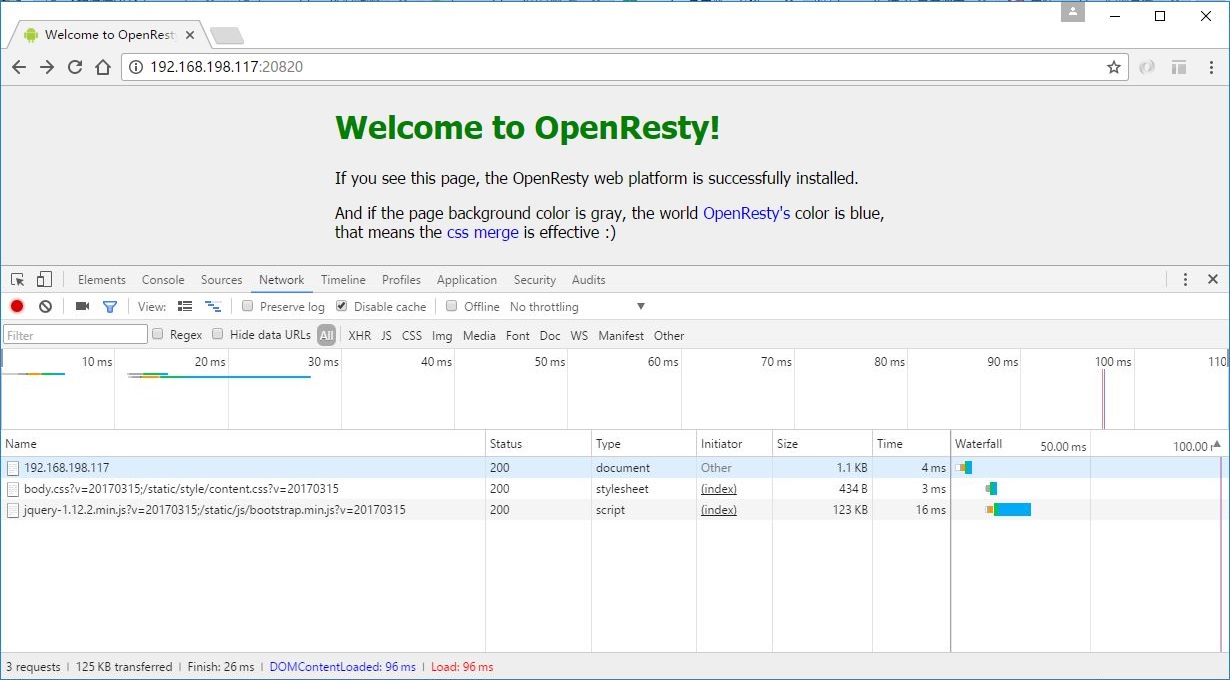 Welcome to OpenRest
192.168.198.117:20820
Welcome to OpenResty!
If you see this page, the OpenResty web platform is successfully installed.
And if the page background color is gray, the world OpenResty's color is blue,
that means the css merge is effective :)
Elements Console Sources Network Timeline Profiles Application Security Audits
View: Preserve log Disable cache Offline No throttling
Filter Regex Hide data URLs All XHR JS CSS Img Media Font Doc WS Manifest Other
10 ms 20 ms 30 ms 40 ms 50 ms 60 ms 70 ms 80 ms 90 ms 100 ms 110
Name Status Type Initiator Size Time Waterfall 50.00 ms 100.00 r
192.168.198.117 200 document Other 1.1 KB 4 ms
body.css?v=20170315;/static/style/content.css?v=20170315 200 stylesheet (index) 434 B 3 ms
jquery-1.12.2.min.js?v=20170315;/static/js/bootstrap.min.js?v=20170315 200 script (index) 123 KB 16 ms
3 requests | 125 KB transferred | Finish: 26 ms | DOMContentLoaded: 96 ms | Load: 96 ms